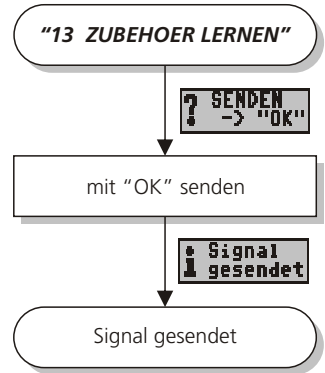 “13 ZUBEHOER LERNEN”
? SENDEN
-> "OK"
mit “OK” senden
i Signal
gesendet
Signal gesendet